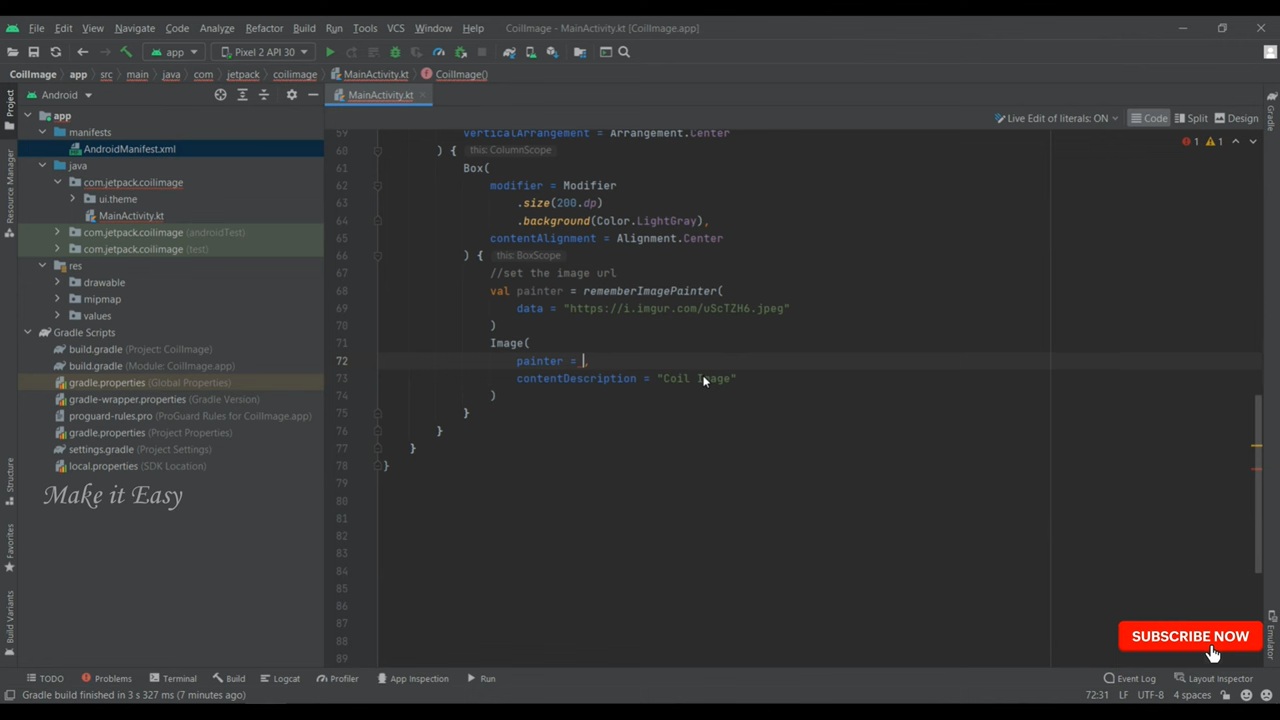 File Edit View Navigate Code Analyze Refactor Build Run Tools VCS Window Help CoilImage - MainActivity.kt [CoilImage.app]
app Pixel 2 API 30
CoilImage app src main java com jetpack coilimage MainActivity.kt CoilImage()
Android MainActivity.kt
Live Edit of literals: ON Code Split Design
1 1
app
manifests
AndroidManifest.xml
java
com.jetpack.coilimage
ui.theme
MainActivity.kt
com.jetpack.coilimage (androidTest)
com.jetpack.coilimage (test)
res
drawable
mipmap
values
Gradle Scripts
build.gradle (Project: CoilImage)
build.gradle (Module: CoilImage.app)
gradle.properties (Global Properties)
gradle-wrapper.properties (Gradle Version)
proguard-rules.pro (ProGuard Rules for CoilImage.app)
gradle.properties (Project Properties)
settings.gradle (Project Settings)
local.properties (SDK Location)
Make it Easy
Project
Resource Manager
Structure
Favorites
Build Variants
59 verticalArrangement = Arrangement.Center
60 ) { this: ColumnScope
61 Box(
62 modifier = Modifier
63 .size(200.dp)
64 .background(Color.LightGray),
65 contentAlignment = Alignment.Center
66 ) { this: BoxScope
67 //set the image url
68 val painter = rememberImagePainter(
69 data = "https://i.imgur.com/uScTZH6.jpeg"
70 )
71 Image(
72 painter = ,
73 contentDescription = "Coil Image"
74 )
75 }
76 }
77 }
78 }
79
80
81
82
83
84
85
86
87
88
89
Gradle
Emulator
SUBSCRIBE NOW
TODO Problems Terminal Build Logcat Profiler App Inspection Run Event Log Layout Inspector
Gradle build finished in 3 s 327 ms (7 minutes ago) 72:31 LF UTF-8 4 spaces